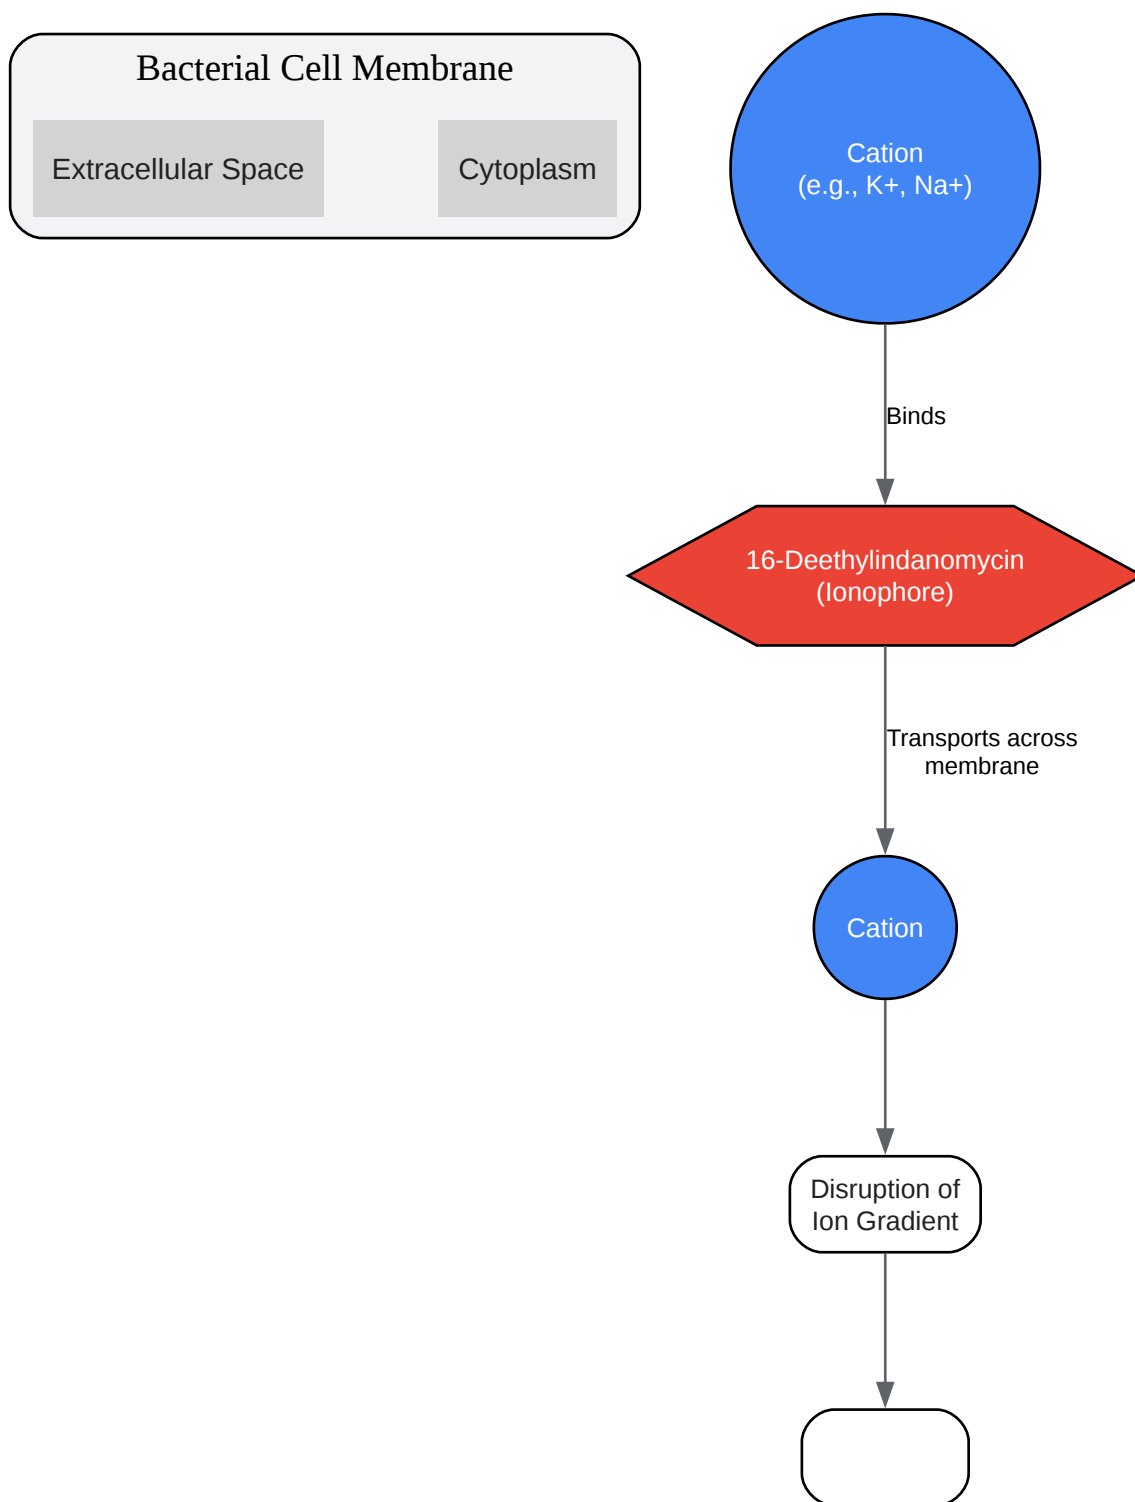 Bacterial Cell Membrane
Extracellular Space
Cytoplasm
Cation
(e.g., K+, Na+)
Binds
16-Deethylindanomycin
(Ionophore)
Transports across
membrane
Cation
Disruption of
Ion Gradient